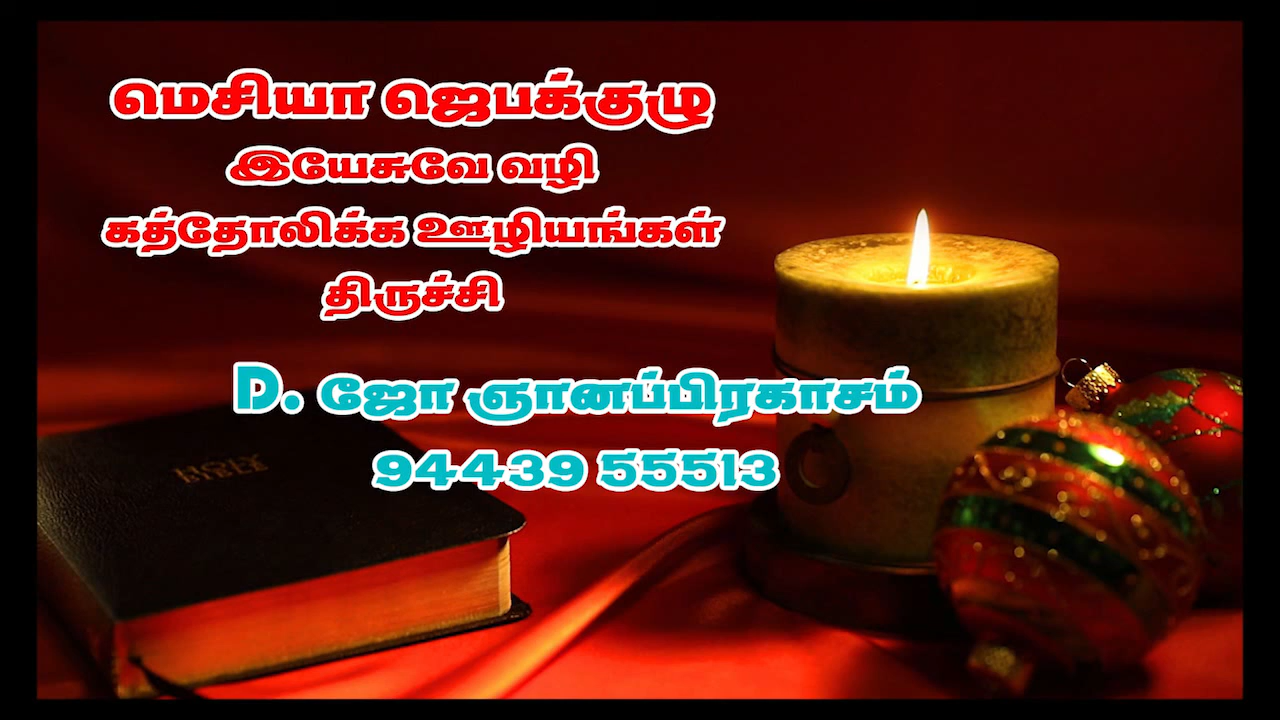 மெசியா ஜெபக்குழு
இயேசுவே வழி
கத்தோலிக்க ஊழியங்கள்
திருச்சி
D. ஜோ ஞானப்பிரகாசம்
94439 55513
HOLY
BIBLE